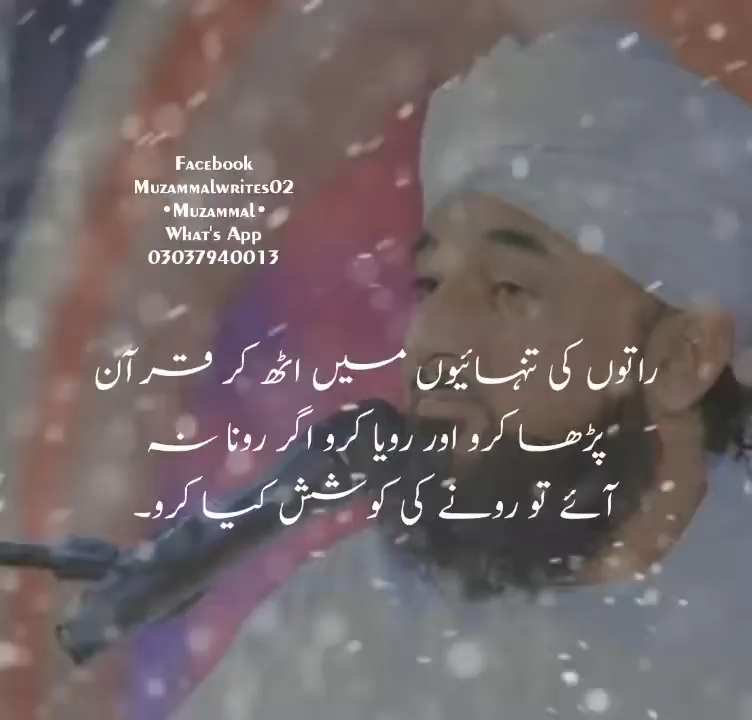 Facebook
Muzammalwrites02
•Muzammal•
What's App
03037940013
راتوں کی تنہائیوں میں اٹھ کر قرآن
پڑھا کرو اور رویا کرو اگر رونا نہ
آئے تو رونے کی کوشش کیا کرو۔